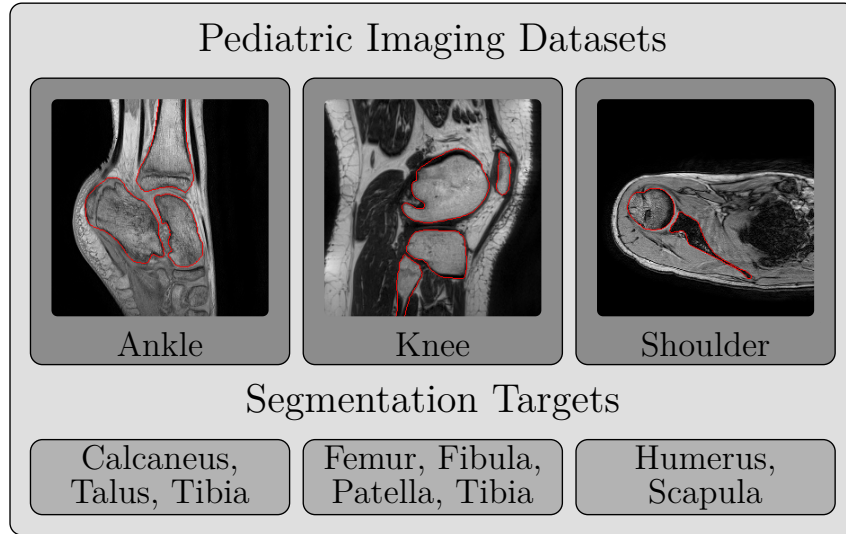 Pediatric Imaging Datasets
Ankle
Knee
Shoulder
Segmentation Targets
Calcaneus,
Talus, Tibia
Femur, Fibula,
Patella, Tibia
Humerus,
Scapula